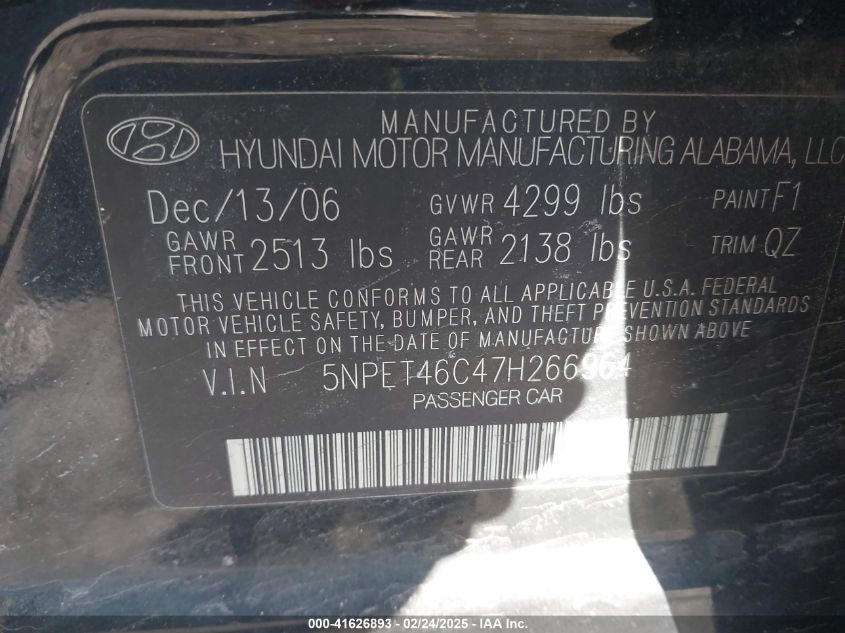 MANUFACTURED BY
HYUNDAI MOTOR MANUFACTURING ALABAMA, LLC
Dec/13/06 GVWR 4299 lbs PAINT F1
GAWR FRONT 2513 lbs GAWR REAR 2138 lbs TRIM QZ
THIS VEHICLE CONFORMS TO ALL APPLICABLE U.S.A. FEDERAL
MOTOR VEHICLE SAFETY, BUMPER, AND THEFT PREVENTION STANDARDS
IN EFFECT ON THE DATE OF MANUFACTURE SHOWN ABOVE
V.I.N 5NPET46C47H266964
PASSENGER CAR
000-41626893 - 02/24/2025 - © IAA, Inc.